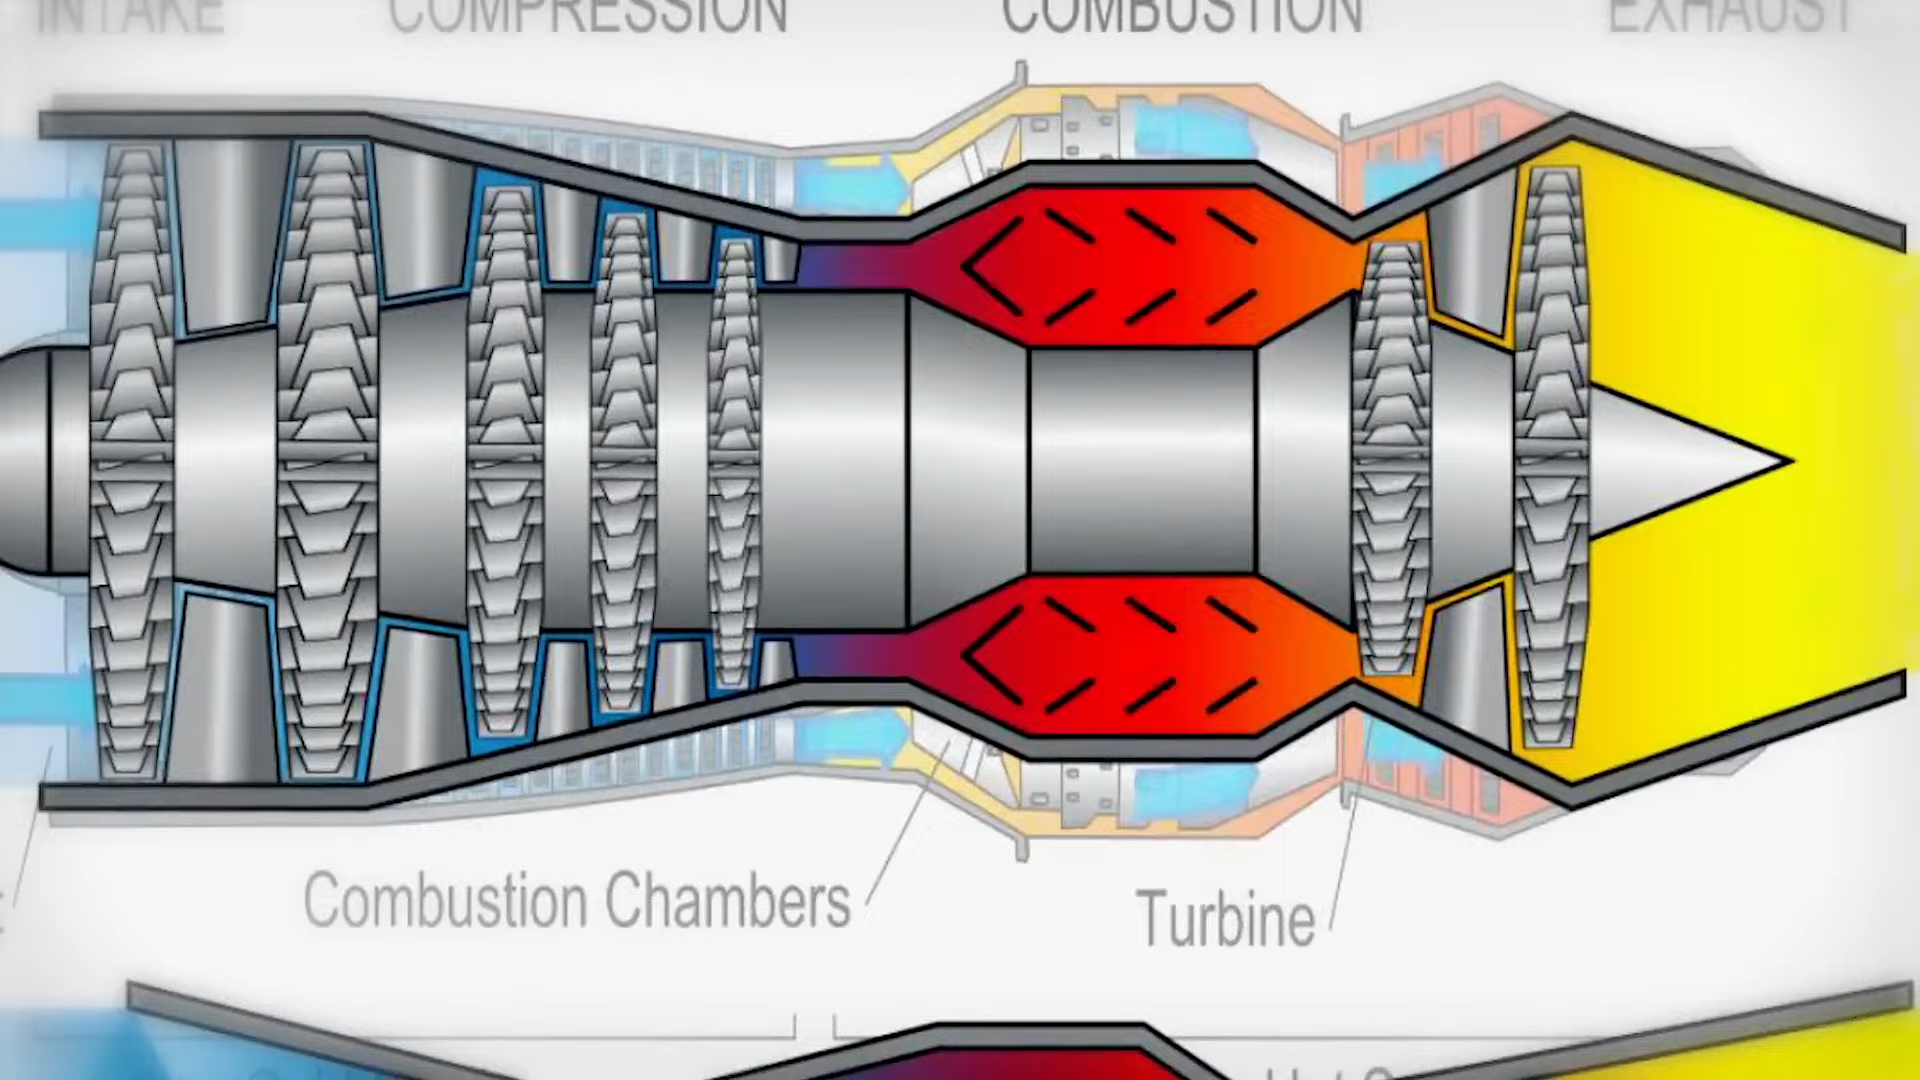 INTAKE
COMPRESSION
COMBUSTION
EXHAUST
Combustion Chambers
Turbine